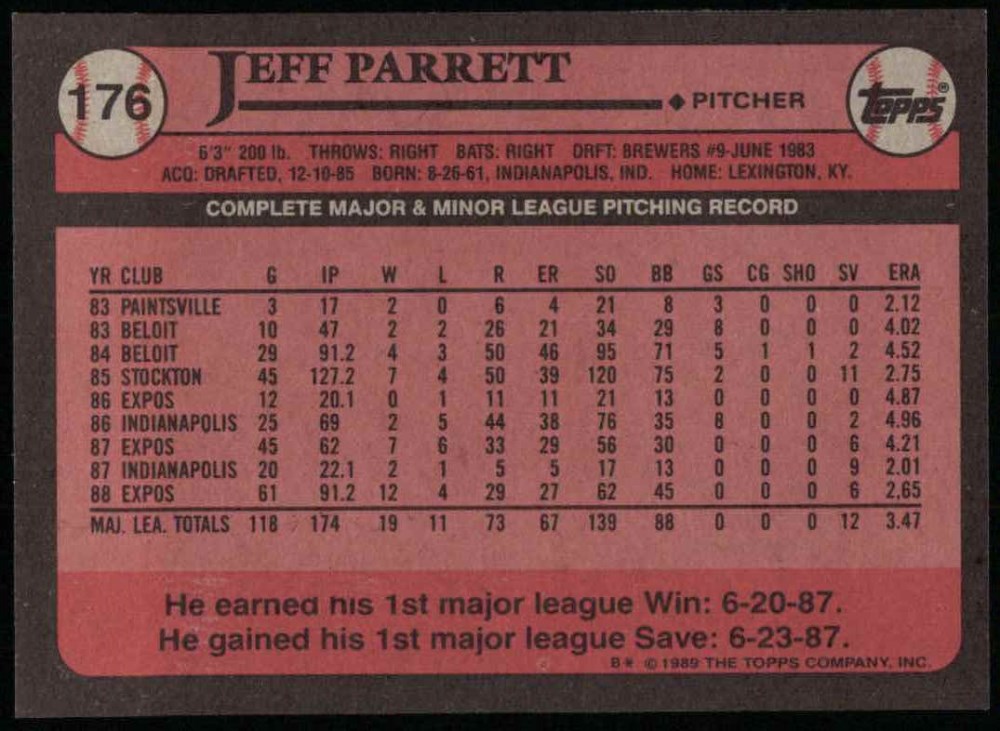 176
JEFF PARRETT
◆ PITCHER
TOPPS®
6'3" 200 lb. THROWS: RIGHT BATS: RIGHT DRFT: BREWERS #9-JUNE 1983
ACQ: DRAFTED, 12-10-85 BORN: 8-26-61, INDIANAPOLIS, IND. HOME: LEXINGTON, KY.
COMPLETE MAJOR & MINOR LEAGUE PITCHING RECORD
YR CLUB G IP W L R ER SO BB GS CG SHO SV ERA
83 PAINTSVILLE 3 17 2 0 6 4 21 8 3 0 0 0 2.12
83 BELOIT 10 47 2 2 26 21 34 29 8 0 0 0 4.02
84 BELOIT 29 91.2 4 3 50 46 95 71 5 1 1 2 4.52
85 STOCKTON 45 127.2 7 4 50 39 120 75 2 0 0 11 2.75
86 EXPOS 12 20.1 0 1 11 11 21 13 0 0 0 0 4.87
86 INDIANAPOLIS 25 69 2 5 44 38 76 35 8 0 0 2 4.96
87 EXPOS 45 62 7 6 33 29 56 30 0 0 0 6 4.21
87 INDIANAPOLIS 20 22.1 2 1 5 5 17 13 0 0 0 9 2.01
88 EXPOS 61 91.2 12 4 29 27 62 45 0 0 0 6 2.65
MAJ. LEA. TOTALS 118 174 19 11 73 67 139 88 0 0 0 12 3.47
He earned his 1st major league Win: 6-20-87.
He gained his 1st major league Save: 6-23-87.
B* © 1989 THE TOPPS COMPANY, INC.